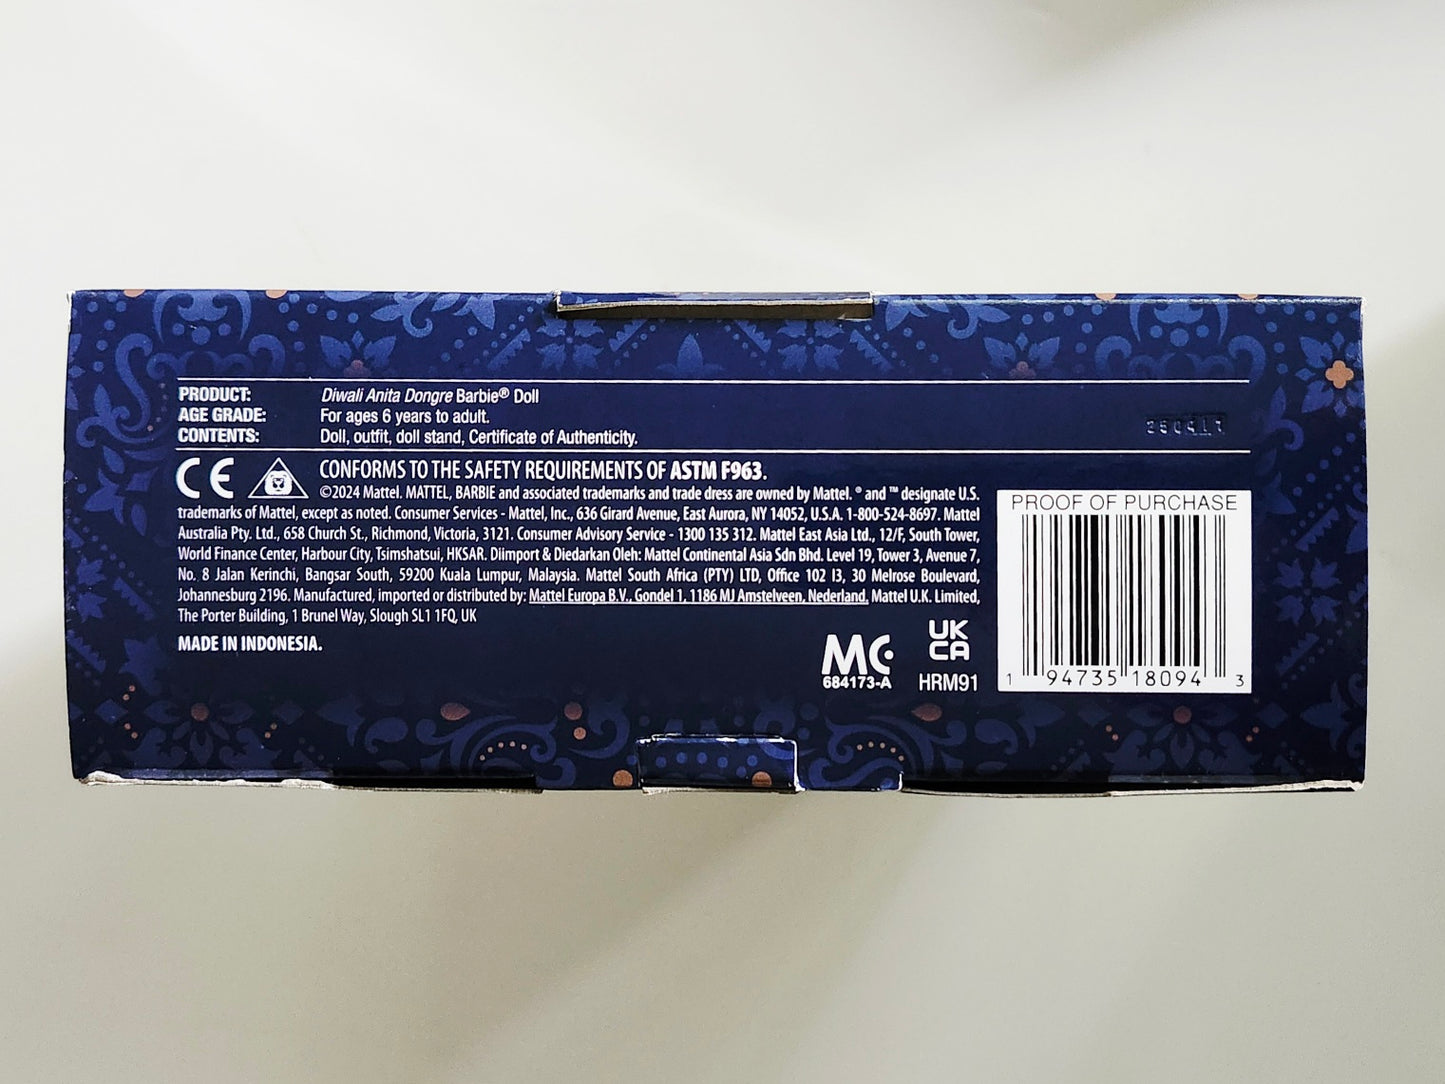 PRODUCT: Diwali Anita Dongre Barbie® Doll
AGE GRADE: For ages 6 years to adult.
CONTENTS: Doll, outfit, doll stand, Certificate of Authenticity.
CE CONFORMS TO THE SAFETY REQUIREMENTS OF ASTM F963.
©2024 Mattel. MATTEL, BARBIE and associated trademarks and trade dress are owned by Mattel. ® and ™ designate U.S.
trademarks of Mattel, except as noted. Consumer Services - Mattel, Inc., 636 Girard Avenue, East Aurora, NY 14052, U.S.A. 1-800-524-8697. Mattel
Australia Pty. Ltd., 658 Church St., Richmond, Victoria, 3121. Consumer Advisory Service - 1300 135 312. Mattel East Asia Ltd., 12/F, South Tower,
World Finance Center, Harbour City, Tsimshatsui, HKSAR. Diimport & Diedarkan Oleh: Mattel Continental Asia Sdn Bhd. Level 19, Tower 3, Avenue 7,
No. 8 Jalan Kerinchi, Bangsar South, 59200 Kuala Lumpur, Malaysia. Mattel South Africa (PTY) LTD, Office 102 I3, 30 Melrose Boulevard,
Johannesburg 2196. Manufactured, imported or distributed by: Mattel Europa B.V., Gondel 1, 1186 MJ Amstelveen, Nederland. Mattel U.K. Limited,
The Porter Building, 1 Brunel Way, Slough SL1 1FQ, UK
MADE IN INDONESIA.
MC
684173-A
UK
CA
HRM91
PROOF OF PURCHASE
1 94735 18094 3